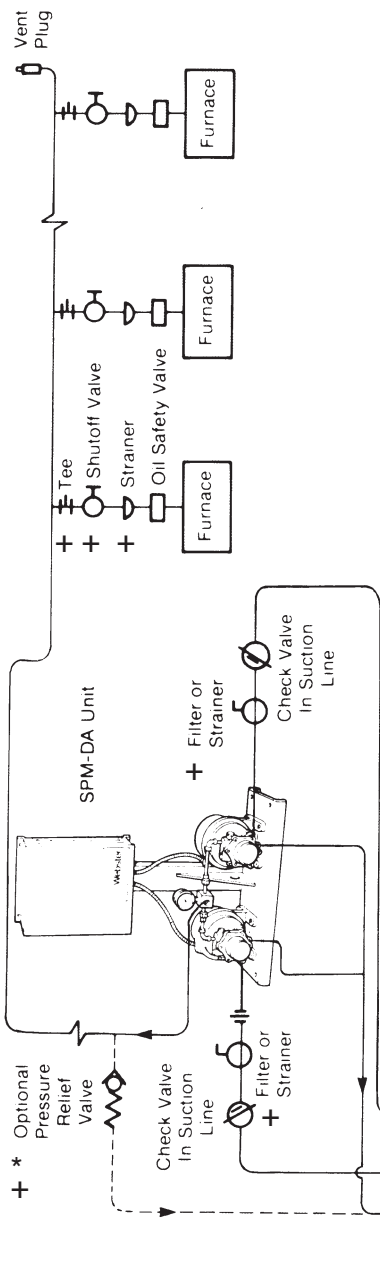 Vent
Plug
Furnace
Furnace
+ Tee
+ Shutoff Valve
+ Strainer
Oil Safety Valve
Furnace
SPM-DA Unit
Webster
+ Filter or
Strainer
Check Valve
In Suction
Line
+ * Optional
Pressure
Relief
Valve
Check Valve
In Suction
Line
+ Filter or
Strainer